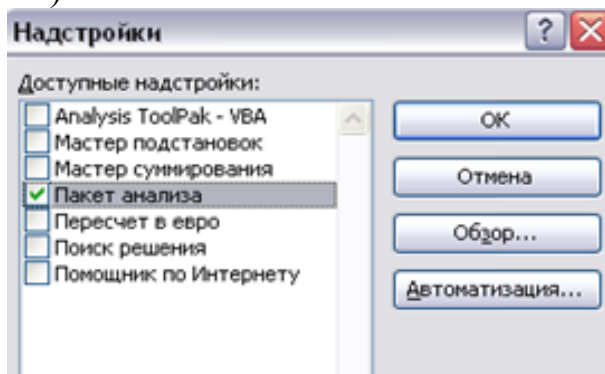 Надстройки
Доступные надстройки:
Analysis ToolPak - VBA
Мастер подстановок
Мастер суммирования
Пакет анализа
Пересчет в евро
Поиск решения
Помощник по Интернету
ОК
Отмена
Обзор...
Автоматизация...